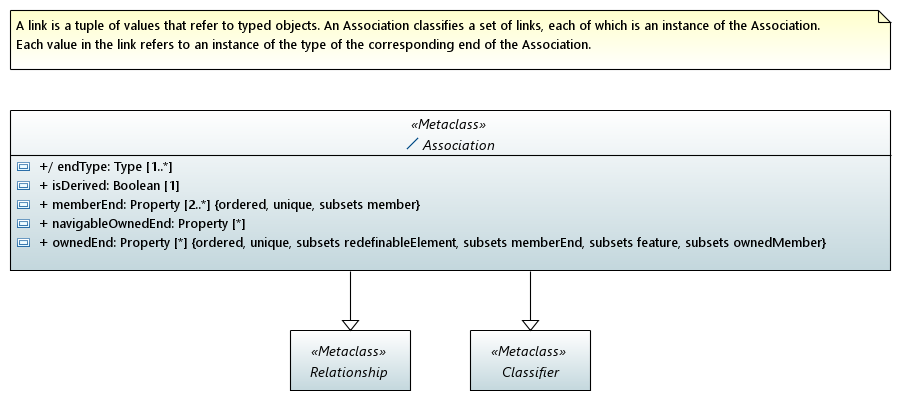 A link is a tuple of values that refer to typed objects. An Association classifies a set of links, each of which is an instance of the Association.
Each value in the link refers to an instance of the type of the corresponding end of the Association.
«Metaclass»
Association
+/ endType: Type [1..*]
+ isDerived: Boolean [1]
+ memberEnd: Property [2..*] {ordered, unique, subsets member}
+ navigableOwnedEnd: Property [*]
+ ownedEnd: Property [*] {ordered, unique, subsets redefinableElement, subsets memberEnd, subsets feature, subsets ownedMember}
«Metaclass»
Relationship
«Metaclass»
Classifier